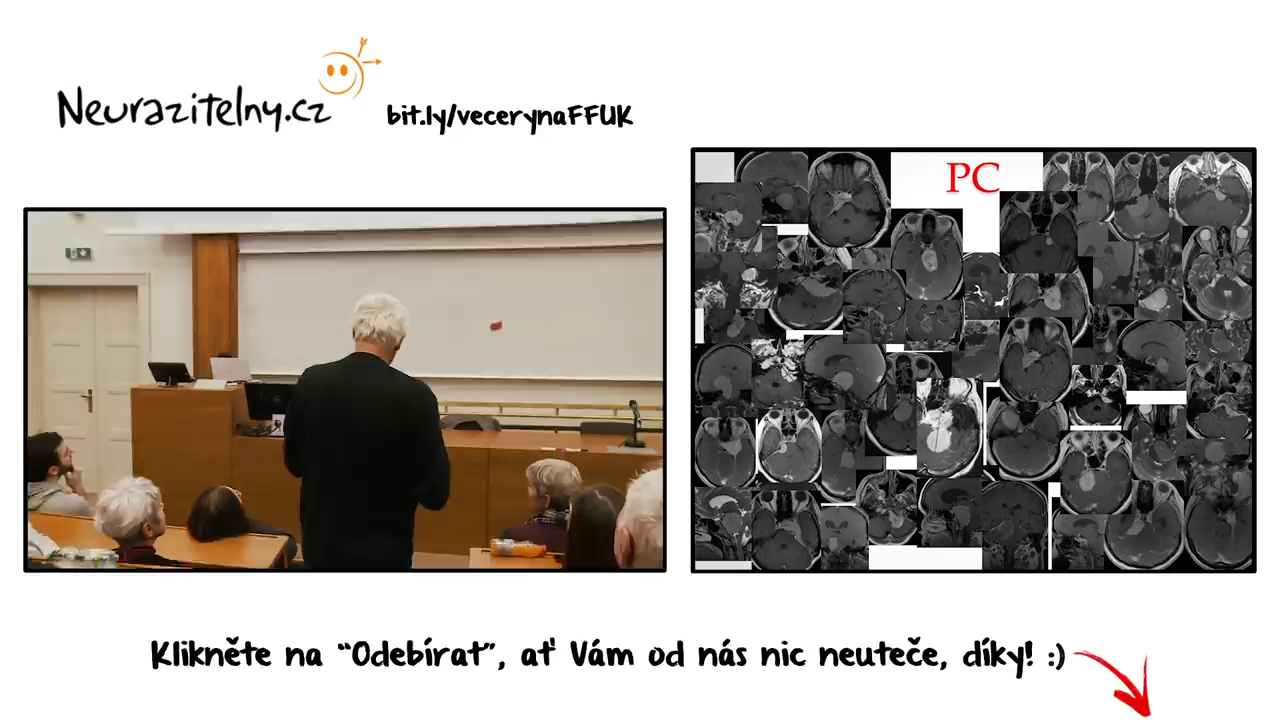 Neurazitelny.cz
bit.ly/vecerynaFFUK
PC
Klikněte na “Odebírat”, ať Vám od nás nic neuteče, díky! :)